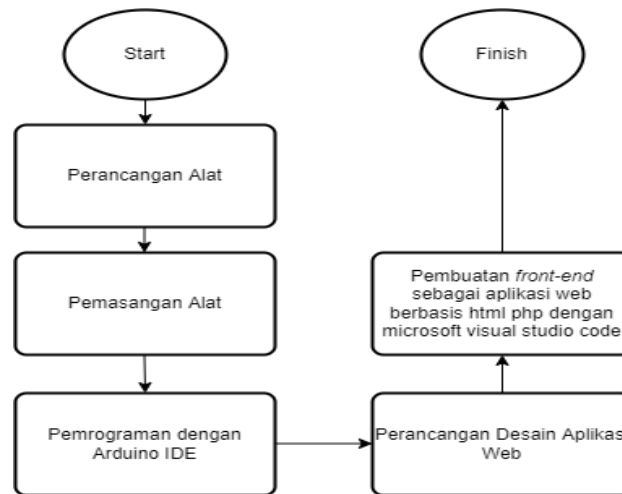 Start
Perancangan Alat
Pemasangan Alat
Pemrograman dengan
Arduino IDE
Perancangan Desain Aplikas
Web
Pembuatan front-end
sebagai aplikasi web
berbasis html php dengan
microsoft visual studio code
Finish